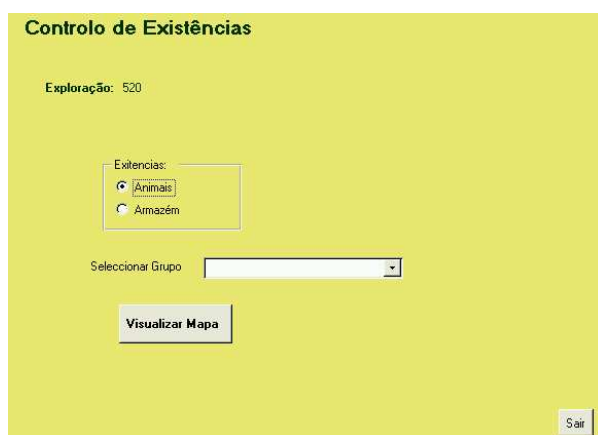 Controlo de Existências
Exploração: 520
Exitencias:
Animais
Armazém
Seleccionar Grupo
Visualizar Mapa
Sair